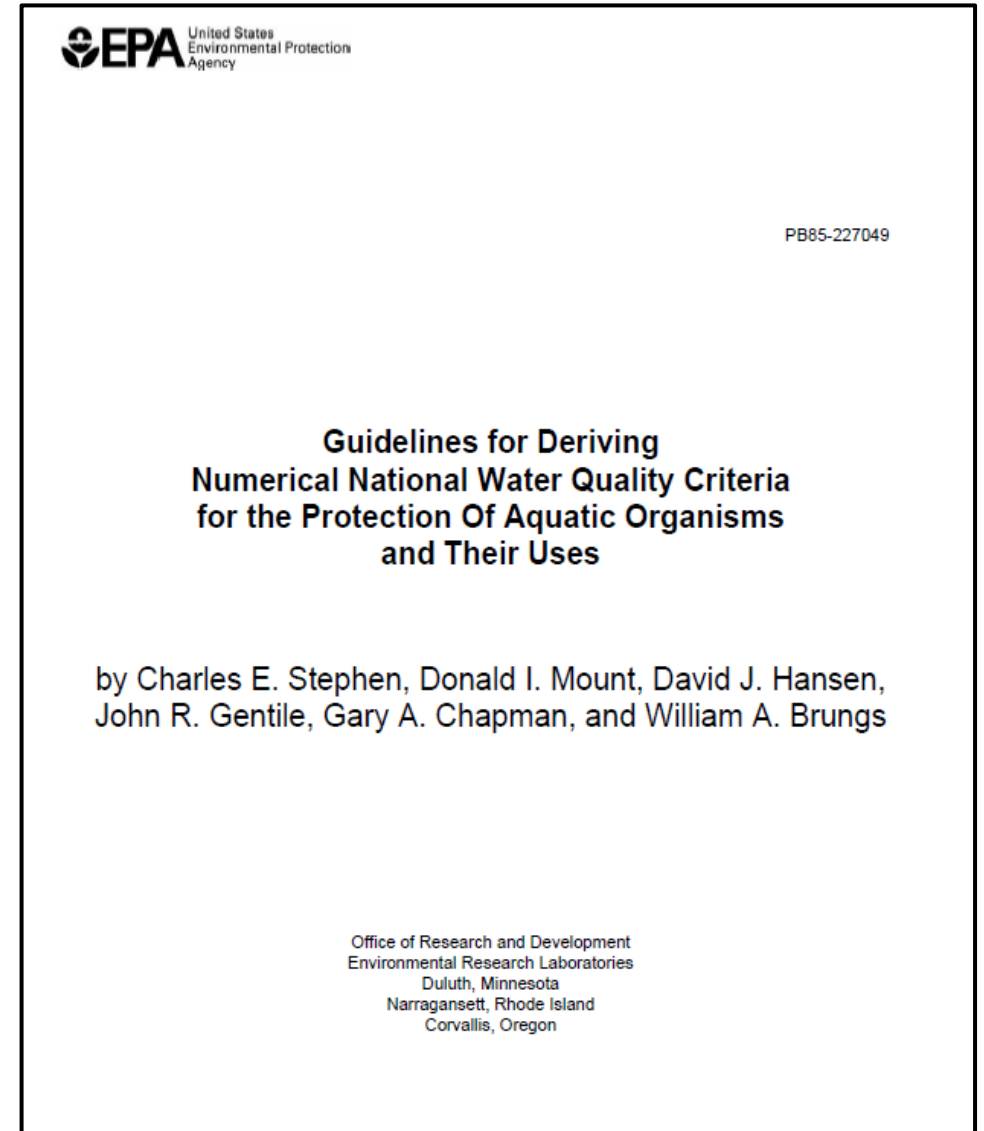 EPA United States
Environmental Protection
Agency
PB85-227049
Guidelines for Deriving
Numerical National Water Quality Criteria
for the Protection Of Aquatic Organisms
and Their Uses
by Charles E. Stephen, Donald I. Mount, David J. Hansen,
John R. Gentile, Gary A. Chapman, and William A. Brungs
Office of Research and Development
Environmental Research Laboratories
Duluth, Minnesota
Narragansett, Rhode Island
Corvallis, Oregon